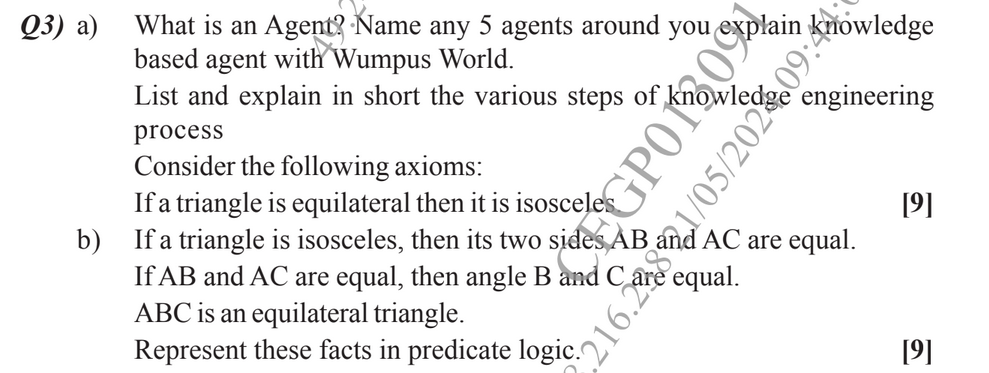 Q3) a) What is an Agent? Name any 5 agents around you explain knowledge
based agent with Wumpus World.
List and explain in short the various steps of knowledge engineering
process
Consider the following axioms:
If a triangle is equilateral then it is isosceles. [9]
b) If a triangle is isosceles, then its two sides AB and AC are equal.
If AB and AC are equal, then angle B and C are equal.
ABC is an equilateral triangle.
Represent these facts in predicate logic. [9]
CEGP013091
.216.238 21/05/2024 09:44: